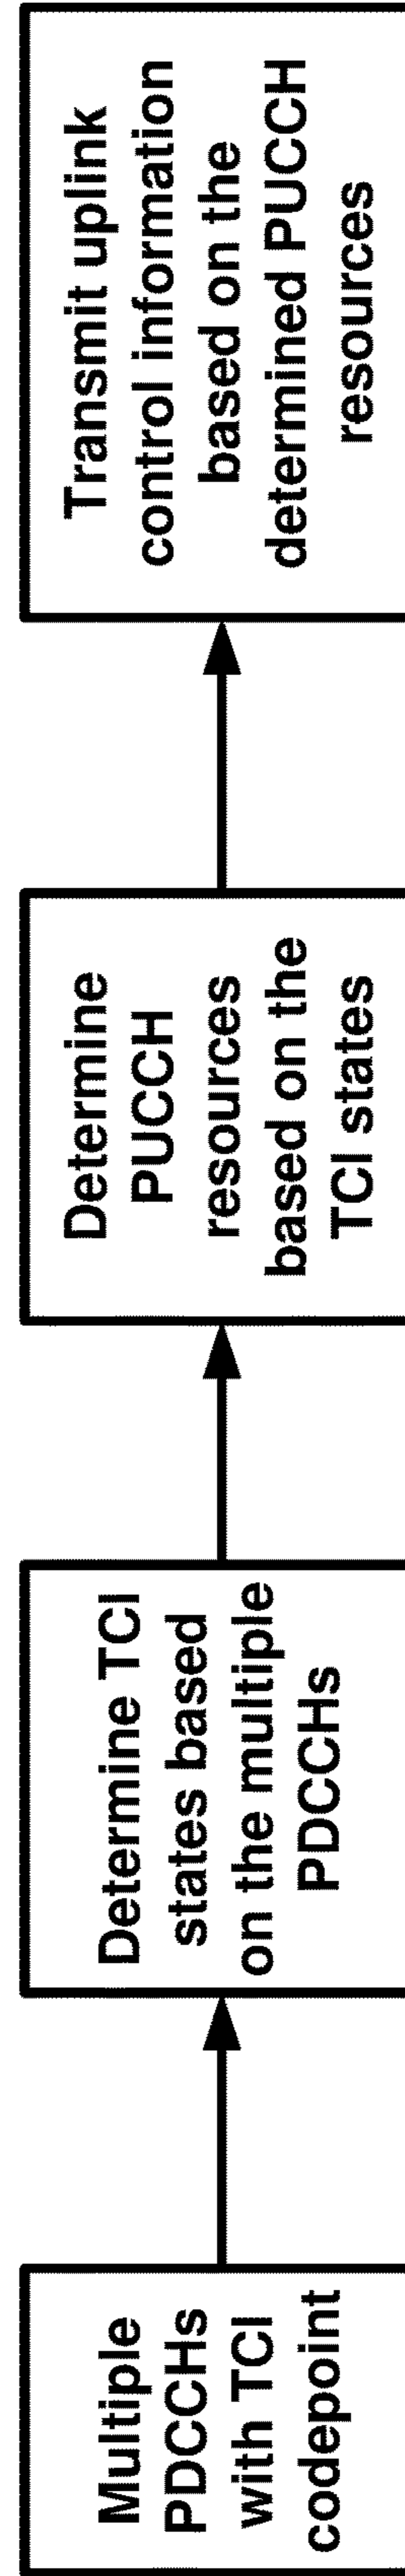 Multiple
PDCCHs
with TCI
codepoint
Determine TCI
states based
on the multiple
PDCCHs
Determine
PUCCH
resources
based on the
TCI states
Transmit uplink
control information
based on the
determined PUCCH
resources